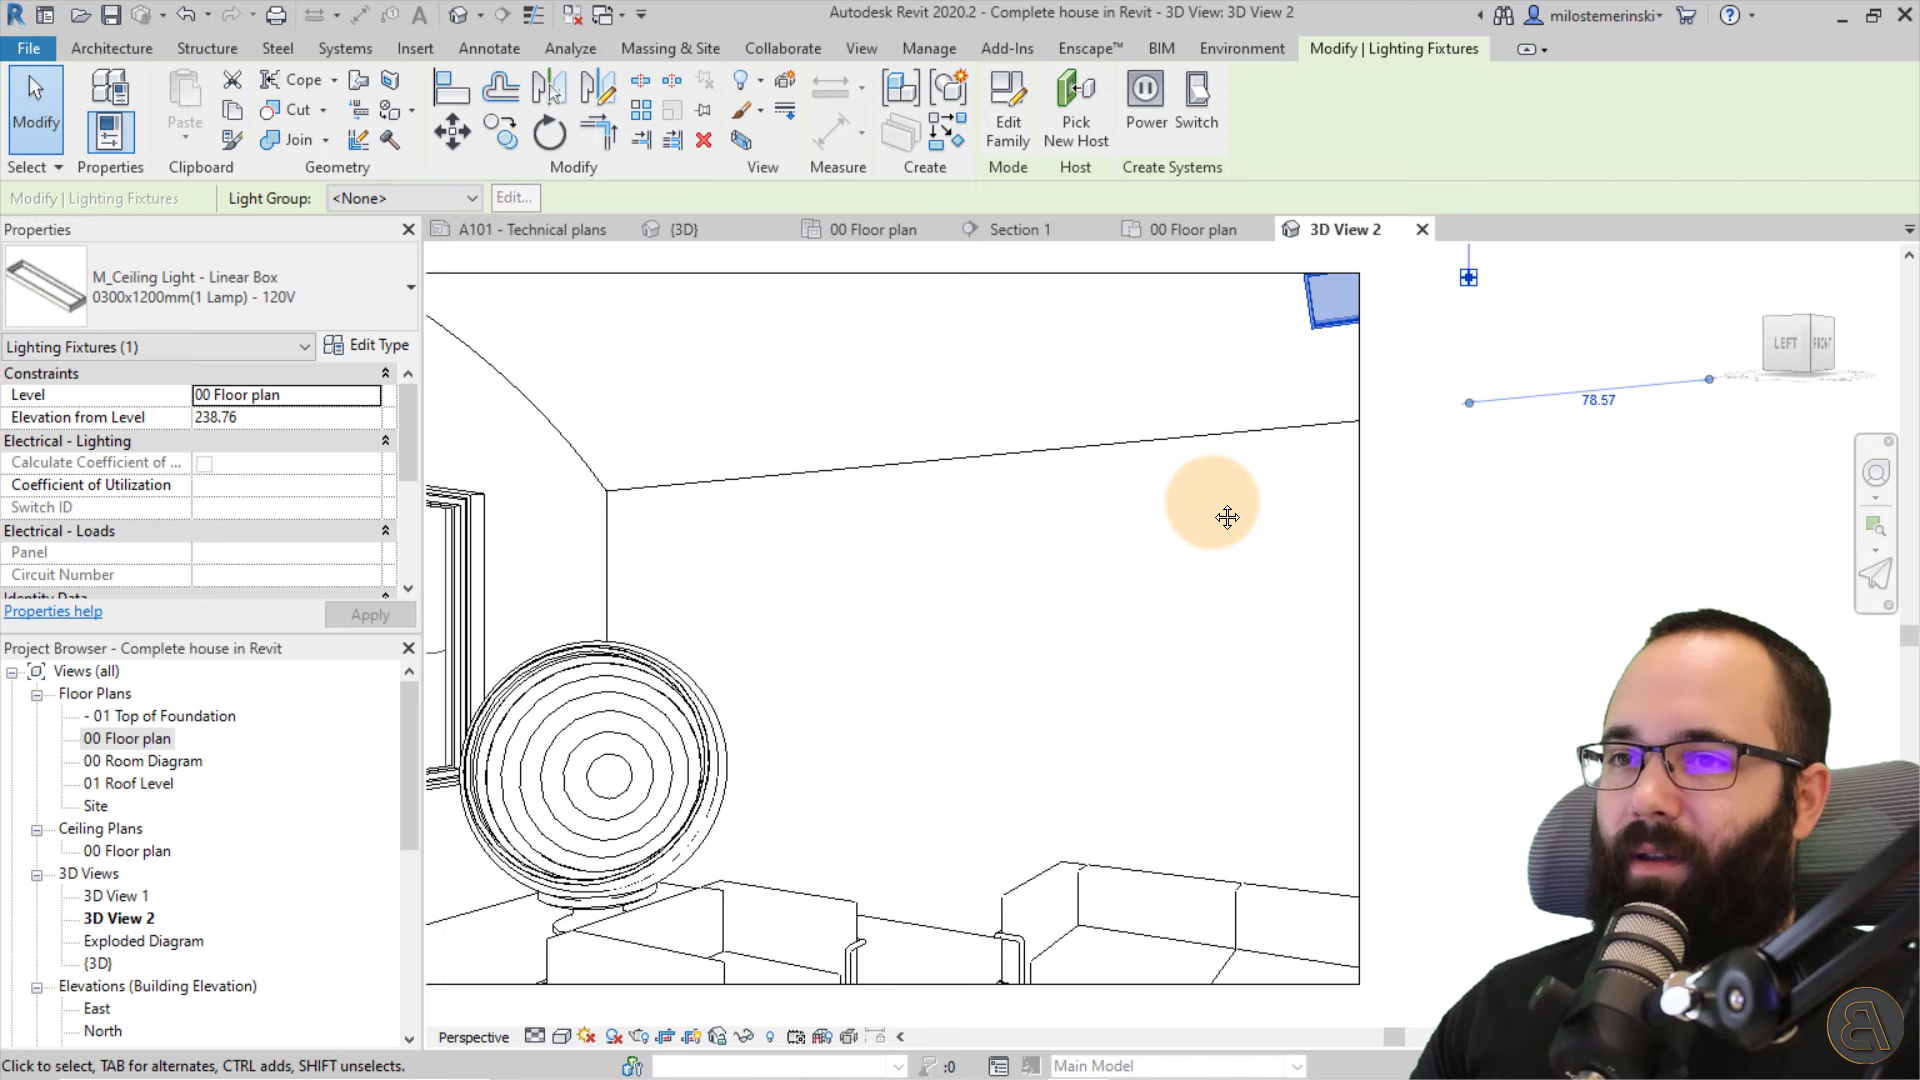 Autodesk Revit 2020.2 - Complete house in Revit - 3D View: 3D View 2
milostemerinski
File Architecture Structure Steel Systems Insert Annotate Analyze Massing & Site Collaborate View Manage Add-Ins Enscape™ BIM Environment Modify | Lighting Fixtures
Modify
Paste
Cope
Cut
Join
Edit Family
Pick New Host
Power Switch
Select Properties Clipboard Geometry Modify View Measure Create Mode Host Create Systems
Modify | Lighting Fixtures Light Group: <None> Edit...
Properties
A101 - Technical plans {3D} 00 Floor plan Section 1 00 Floor plan 3D View 2
M_Ceiling Light - Linear Box
0300x1200mm(1 Lamp) - 120V
Lighting Fixtures (1) Edit Type
Constraints
Level 00 Floor plan
Elevation from Level 238.76
Electrical - Lighting
Calculate Coefficient of ...
Coefficient of Utilization
Switch ID
Electrical - Loads
Panel
Circuit Number
Identity Data
Properties help Apply
LEFT FRONT
78.57
Project Browser - Complete house in Revit
Views (all)
Floor Plans
- 01 Top of Foundation
00 Floor plan
00 Room Diagram
01 Roof Level
Site
Ceiling Plans
00 Floor plan
3D Views
3D View 1
3D View 2
Exploded Diagram
{3D}
Elevations (Building Elevation)
East
North
Perspective
Click to select, TAB for alternates, CTRL adds, SHIFT unselects.
:0
Main Model